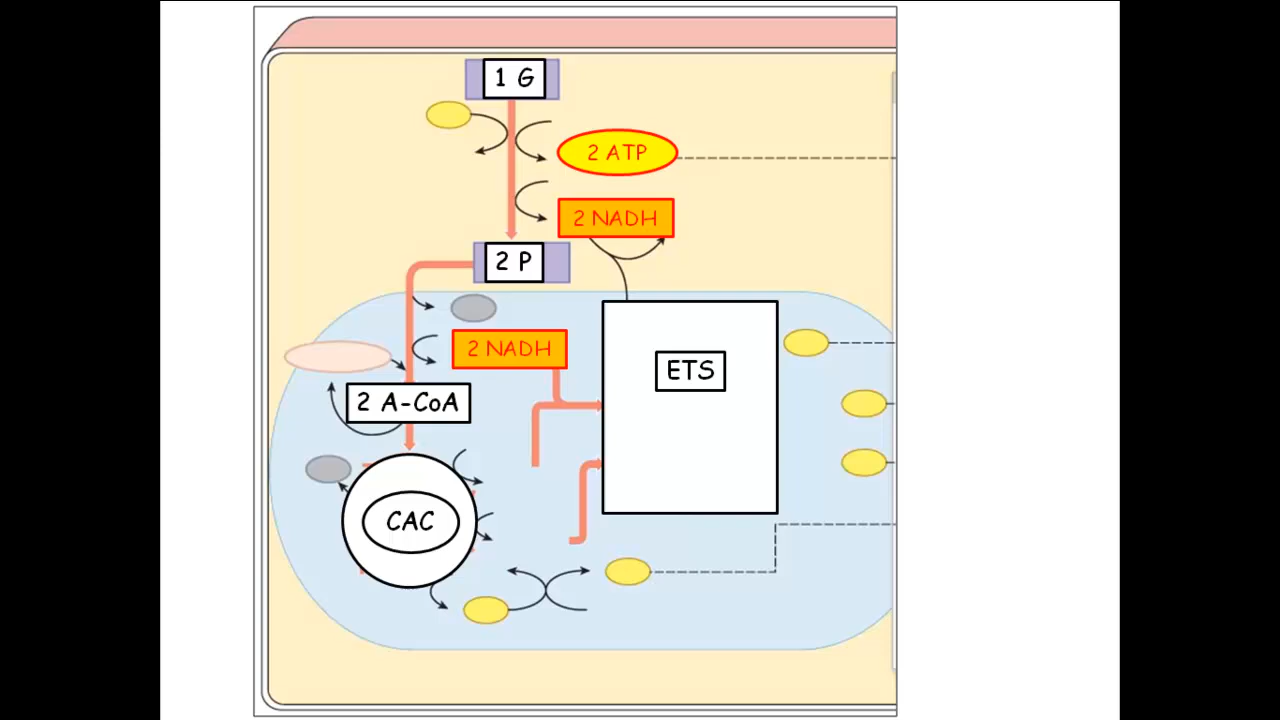 1 G
2 ATP
2 NADH
2 P
2 NADH
ETS
2 A-CoA
CAC